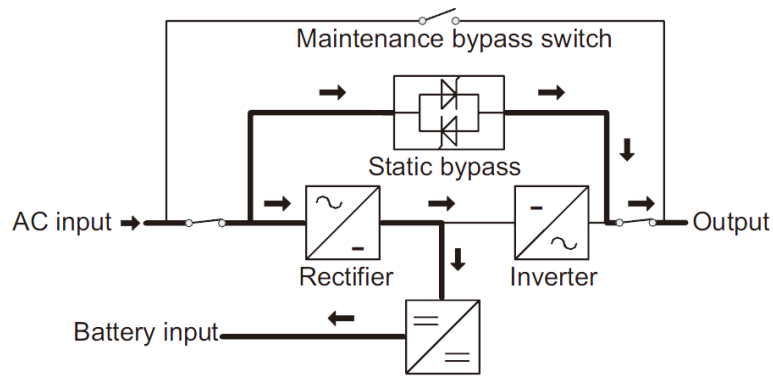 Maintenance bypass switch
Static bypass
AC input
Output
Rectifier
Inverter
Battery input